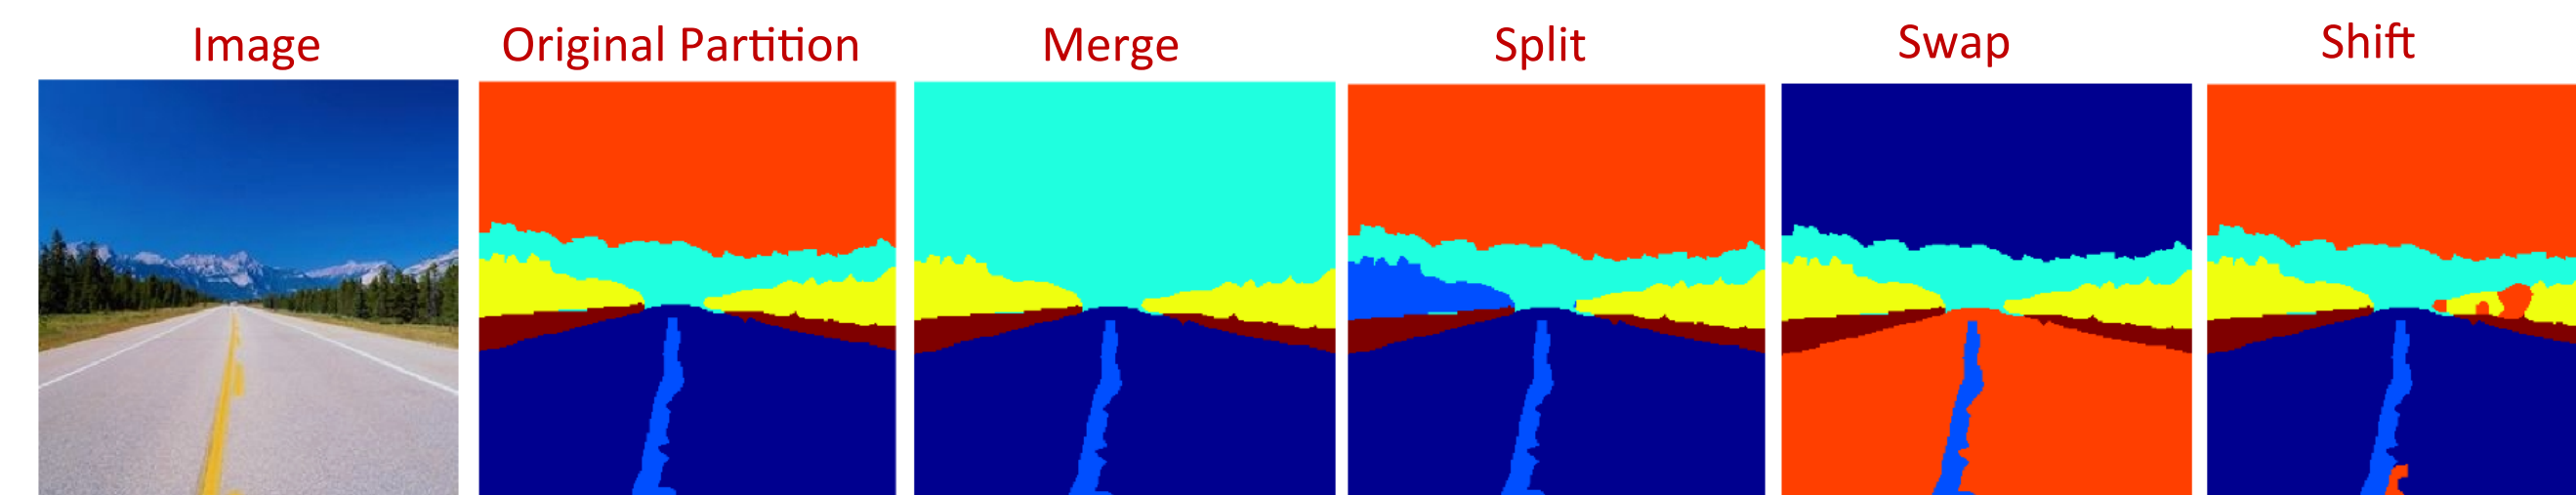 Image
Original Partition
Merge
Split
Swap
Shift